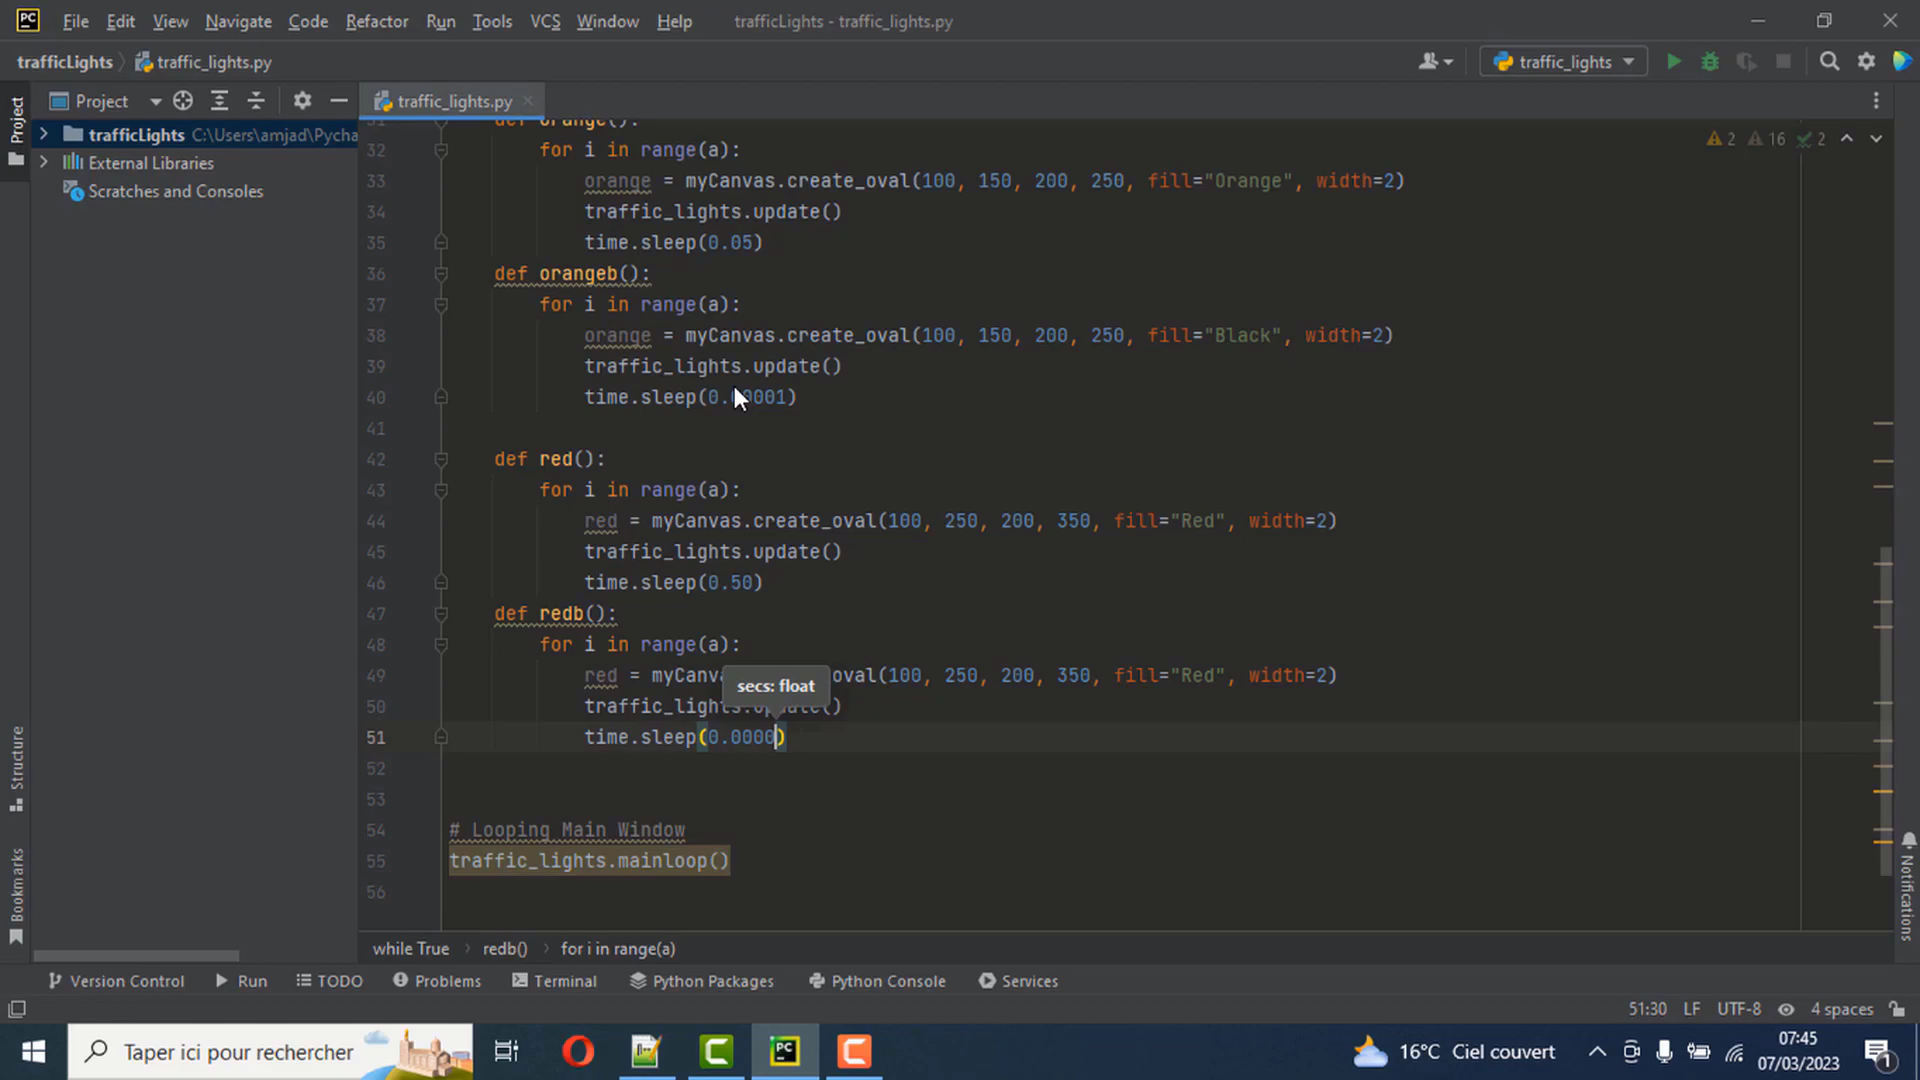 PC File Edit View Navigate Code Refactor Run Tools VCS Window Help trafficLights - traffic_lights.py
trafficLights traffic_lights.py traffic_lights
Project traffic_lights.py
trafficLights C:\Users\amjad\Pycha
External Libraries
Scratches and Consoles
Project
Structure
Bookmarks
2 16 2
31 def orange():
32 for i in range(a):
33 orange = myCanvas.create_oval(100, 150, 200, 250, fill="Orange", width=2)
34 traffic_lights.update()
35 time.sleep(0.05)
36 def orangeb():
37 for i in range(a):
38 orange = myCanvas.create_oval(100, 150, 200, 250, fill="Black", width=2)
39 traffic_lights.update()
40 time.sleep(0.00001)
41
42 def red():
43 for i in range(a):
44 red = myCanvas.create_oval(100, 250, 200, 350, fill="Red", width=2)
45 traffic_lights.update()
46 time.sleep(0.50)
47 def redb():
48 for i in range(a):
49 red = myCanva oval(100, 250, 200, 350, fill="Red", width=2)
secs: float
50 traffic_lights.update()
51 time.sleep(0.0000)
52
53
54 # Looping Main Window
55 traffic_lights.mainloop()
56
Notifications
while True redb() for i in range(a)
Version Control Run TODO Problems Terminal Python Packages Python Console Services
51:30 LF UTF-8 4 spaces
Taper ici pour rechercher PC 16°C Ciel couvert 07:45
07/03/2023 1